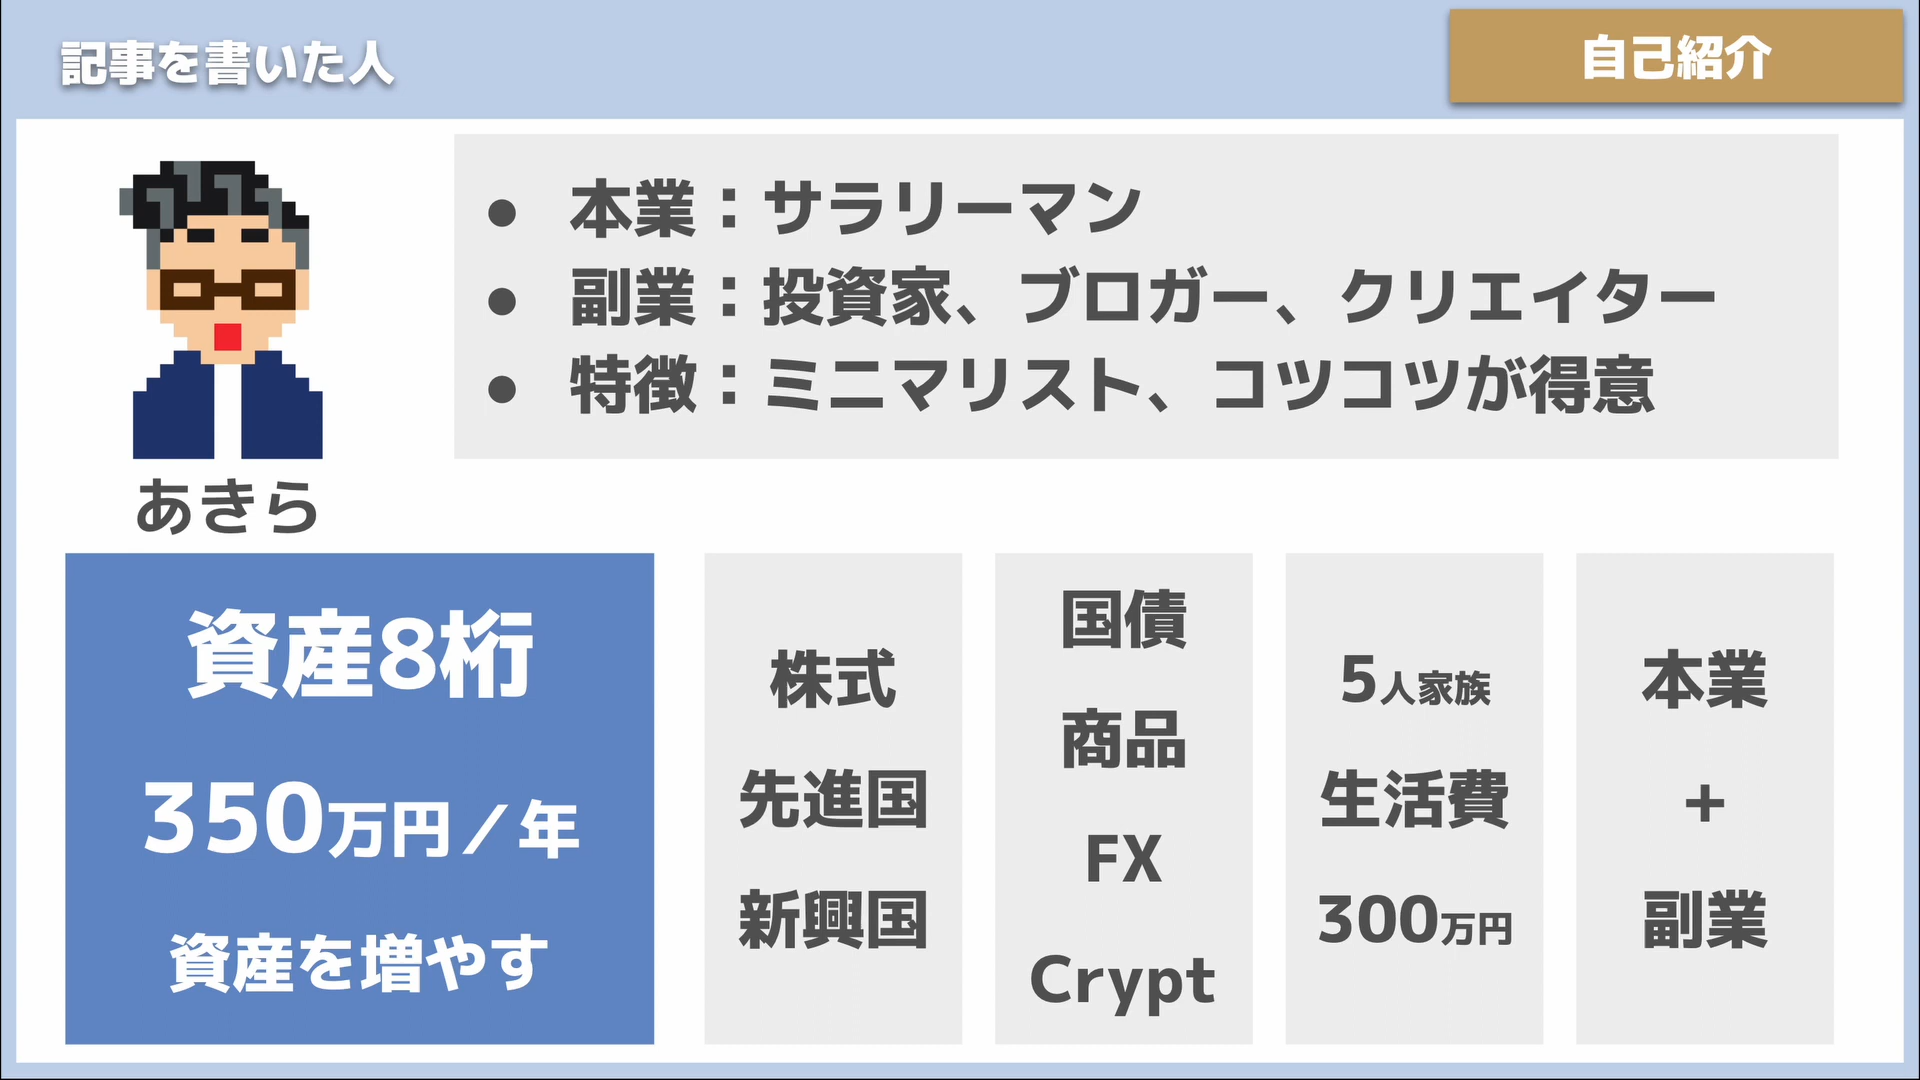 記事を書いた人
自己紹介
● 本業：サラリーマン
● 副業：投資家、ブロガー、クリエイター
● 特徴：ミニマリスト、コツコツが得意
あきら
資産8桁
350万円／年
資産を増やす
株式
先進国
新興国
国債
商品
FX
Crypt
5人家族
生活費
300万円
本業
+
副業